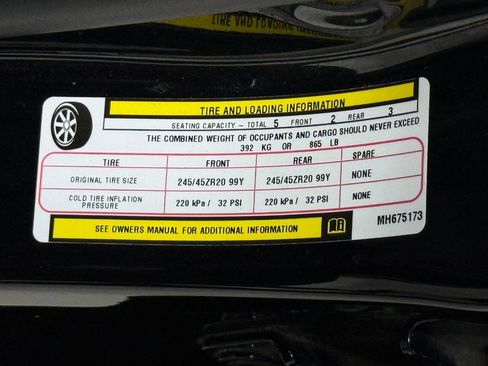 TIRE AND LOADING INFORMATION
SEATING CAPACITY - TOTAL 5 FRONT 2 REAR 3
THE COMBINED WEIGHT OF OCCUPANTS AND CARGO SHOULD NEVER EXCEED
392 KG OR 865 LB
TIRE FRONT REAR SPARE
ORIGINAL TIRE SIZE 245/45ZR20 99Y 245/45ZR20 99Y NONE
COLD TIRE INFLATION PRESSURE 220 kPa / 32 PSI 220 kPa / 32 PSI NONE
SEE OWNERS MANUAL FOR ADDITIONAL INFORMATION
MH675173